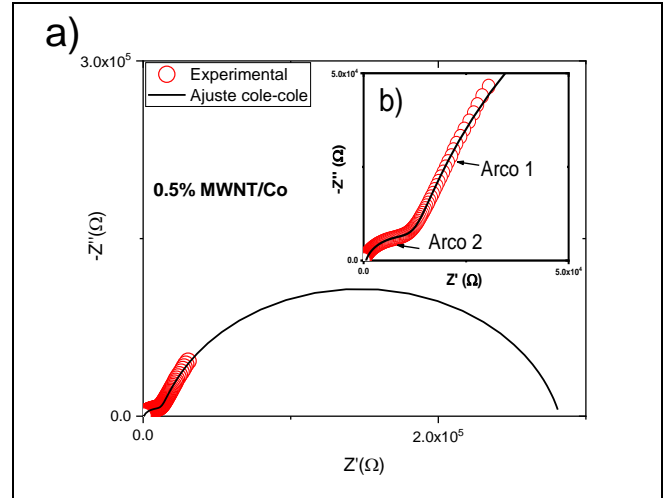 a)
3.0x10⁵
Experimental
Ajuste cole-cole
0.5% MWNT/Co
-Z''(Ω)
0.0
0.0
2.0x10⁵
Z'(Ω)
b)
5.0x10⁴
-Z'' (Ω)
Arco 1
Arco 2
0.0
0.0
5.0x10⁴
Z' (Ω)